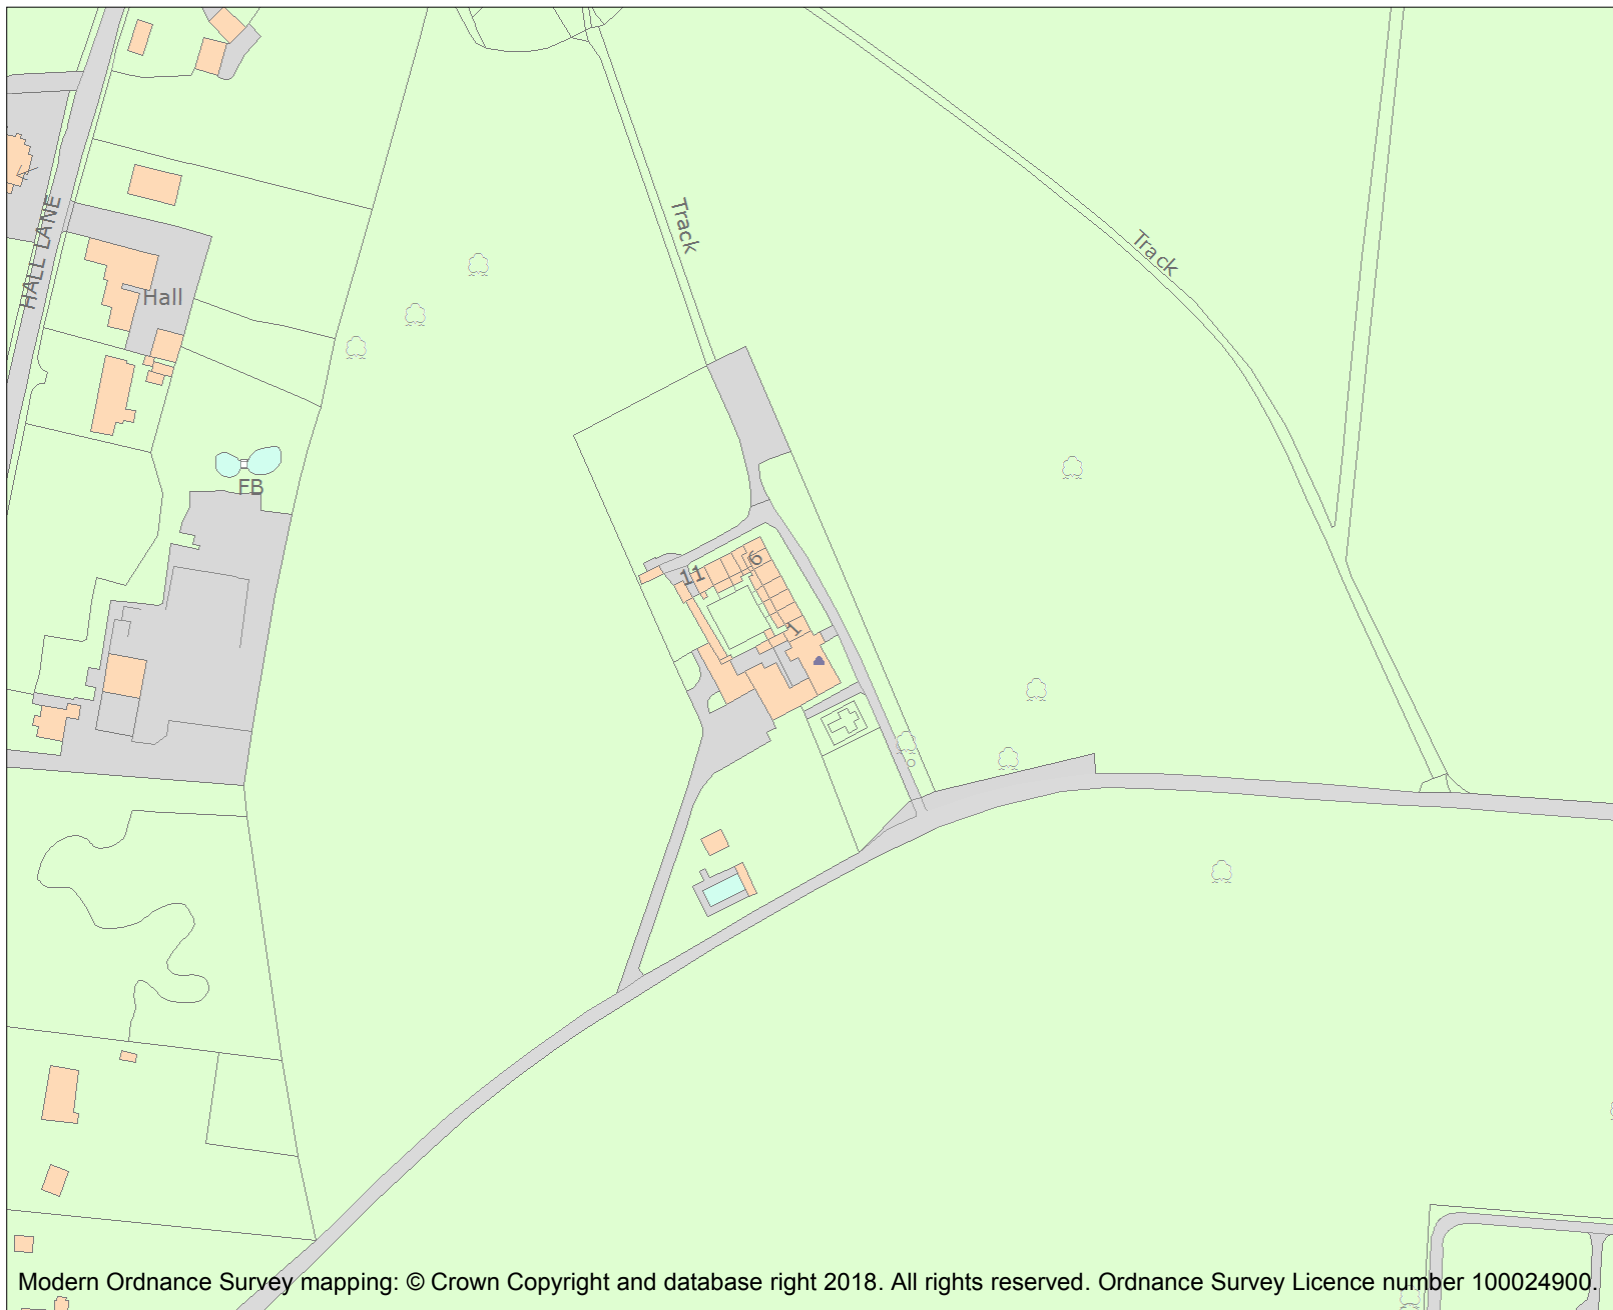 Track
HALL LANE
Track
Hall
FB
6
11
1
Modern Ordnance Survey mapping: © Crown Copyright and database right 2018. All rights reserved. Ordnance Survey Licence number 100024900.